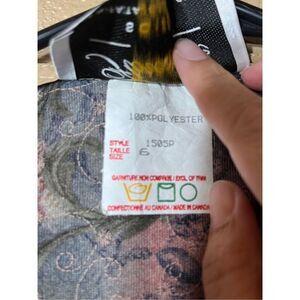 100%POLYESTER
STYLE 1505P
TAILLE
SIZE 6
GARNITURE NON COMPRISE / EXCL. OF TRIM
CONFECTIONNÉ AU CANADA / MADE IN CANADA